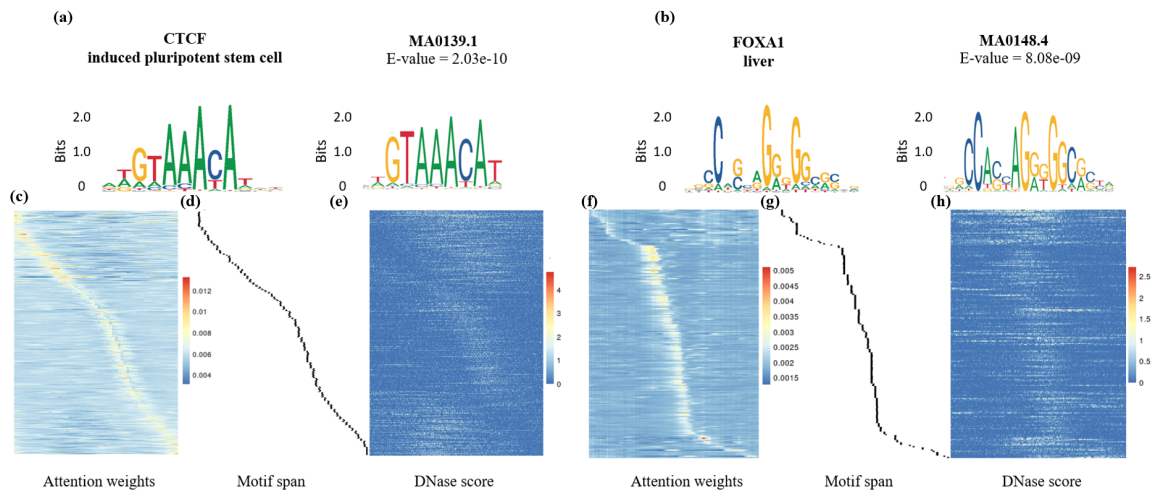 (a)
CTCF
induced pluripotent stem cell
MA0139.1
E-value = 2.03e-10
(b)
FOXA1
liver
MA0148.4
E-value = 8.08e-09
Bits
2.0
1.0
0
GTAAACA
Bits
2.0
1.0
0
GTAAACAT
Bits
2.0
1.0
0
Bits
2.0
1.0
0
(c)
(d)
(e)
(f)
(g)
(h)
0.012
0.010
0.008
0.006
0.004
4
3
2
1
0
0.005
0.0045
0.004
0.0035
0.003
0.0025
0.002
0.0015
2.5
2
1.5
1
0.5
0
Attention weights
Motif span
DNase score
Attention weights
Motif span
DNase score